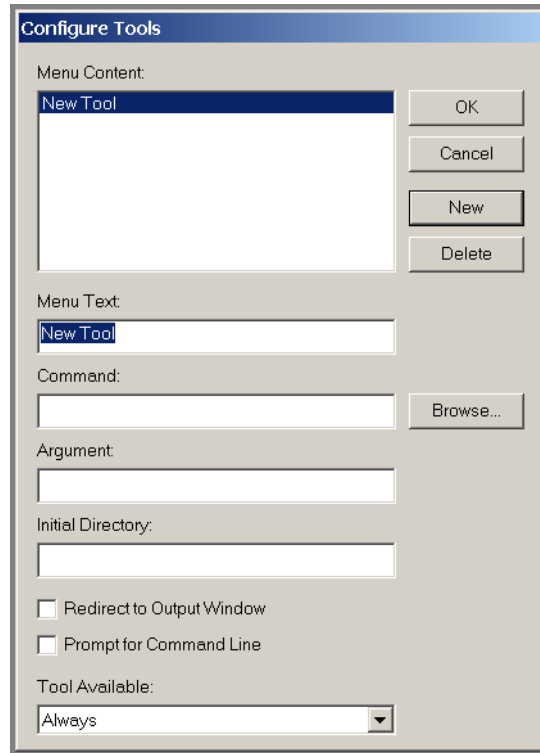 Configure Tools
Menu Content:
New Tool
OK
Cancel
New
Delete
Menu Text:
New Tool
Command:
Browse...
Argument:
Initial Directory:
Redirect to Output Window
Prompt for Command Line
Tool Available:
Always